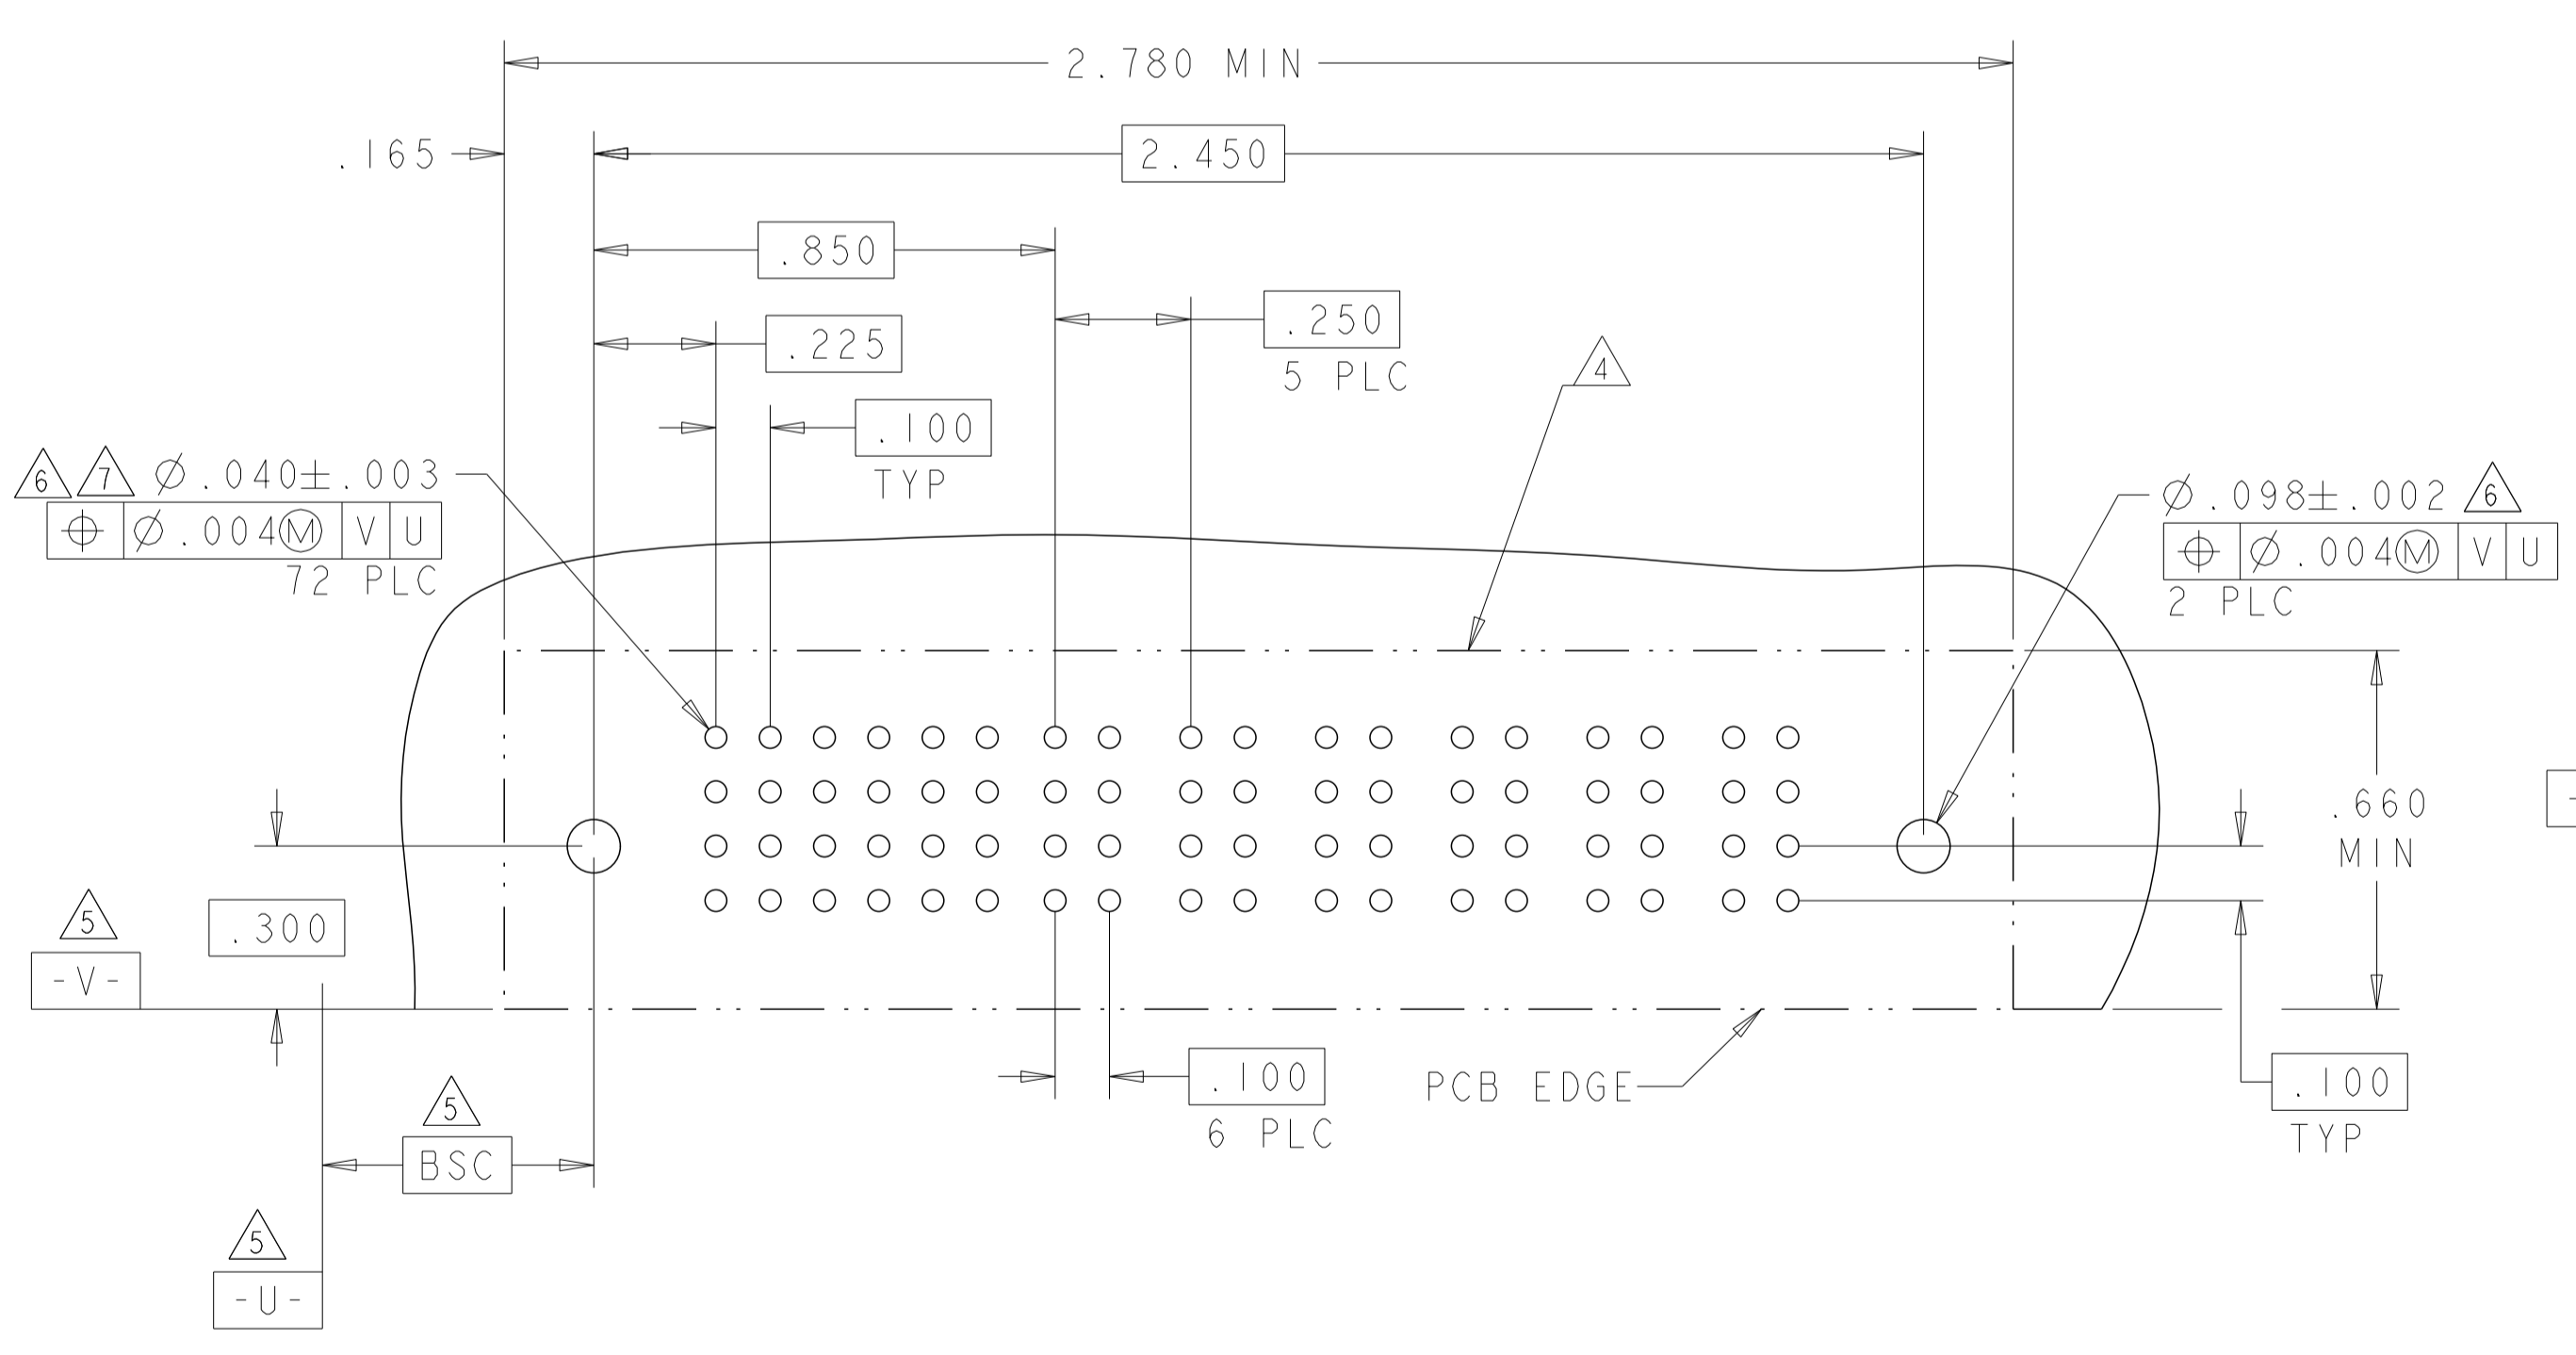 2.780 MIN
.165
2.450
.850
.250
5 PLC
.225
4
.100
TYP
6 7 Ø.040±.003
⌖ Ø.004Ⓜ V U
72 PLC
Ø.098±.002 6
⌖ Ø.004Ⓜ V U
2 PLC
.660
MIN
5
-V-
.300
.100
6 PLC
PCB EDGE
.100
TYP
5
BSC
5
-U-